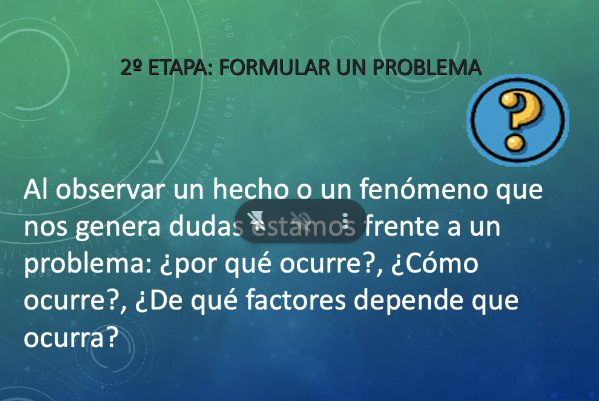 2º ETAPA: FORMULAR UN PROBLEMA
Al observar un hecho o un fenómeno que
nos genera dudas estamos frente a un
problema: ¿por qué ocurre?, ¿Cómo
ocurre?, ¿De qué factores depende que
ocurra?